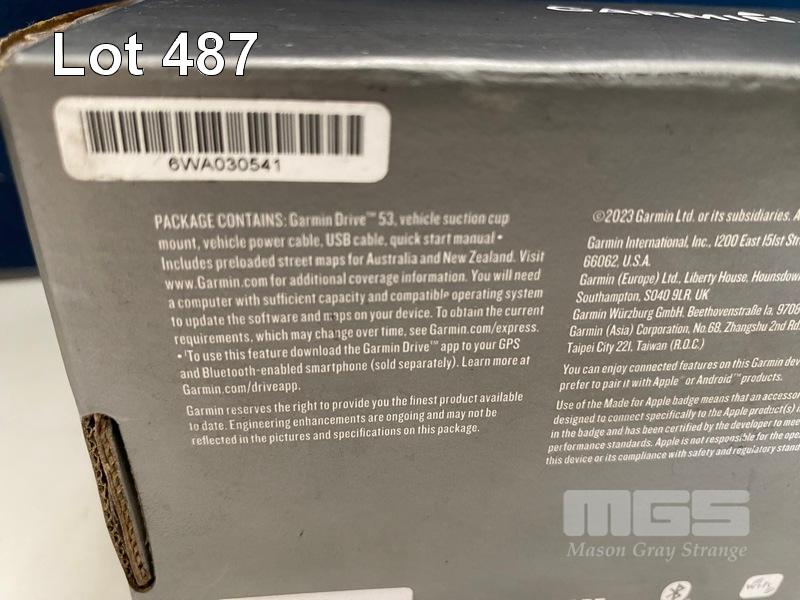 GARMIN
Lot 487
6WA030541
PACKAGE CONTAINS: Garmin Drive™ 53, vehicle suction cup
mount, vehicle power cable, USB cable, quick start manual •
Includes preloaded street maps for Australia and New Zealand. Visit
www.Garmin.com for additional coverage information. You will need
a computer with sufficient capacity and compatible operating system
to update the software and maps on your device. To obtain the current
requirements, which may change over time, see Garmin.com/express.
• ¹To use this feature download the Garmin Drive™ app to your GPS
and Bluetooth-enabled smartphone (sold separately). Learn more at
Garmin.com/driveapp.
Garmin reserves the right to provide you the finest product available
to date. Engineering enhancements are ongoing and may not be
reflected in the pictures and specifications on this package.
©2023 Garmin Ltd. or its subsidiaries.
Garmin International, Inc., 1200 East 151st
66062, U.S.A.
Garmin (Europe) Ltd., Liberty House,
Southampton, SO40 9LR, UK
Garmin Würzburg GmbH, Beethovenstraße 1a,
Garmin (Asia) Corporation, No.68, Zhangshu 2nd Rd.
Taipei City 221, Taiwan (R.O.C.)
You can enjoy connected features on this Garmin
prefer to pair it with Apple® or Android™ products.
Use of the Made for Apple badge means that an
designed to connect specifically to the Apple product(s)
in the badge and has been certified by the developer to
performance standards. Apple is not responsible for the
this device or its compliance with safety and regulatory
MGS
Mason Gray Strange